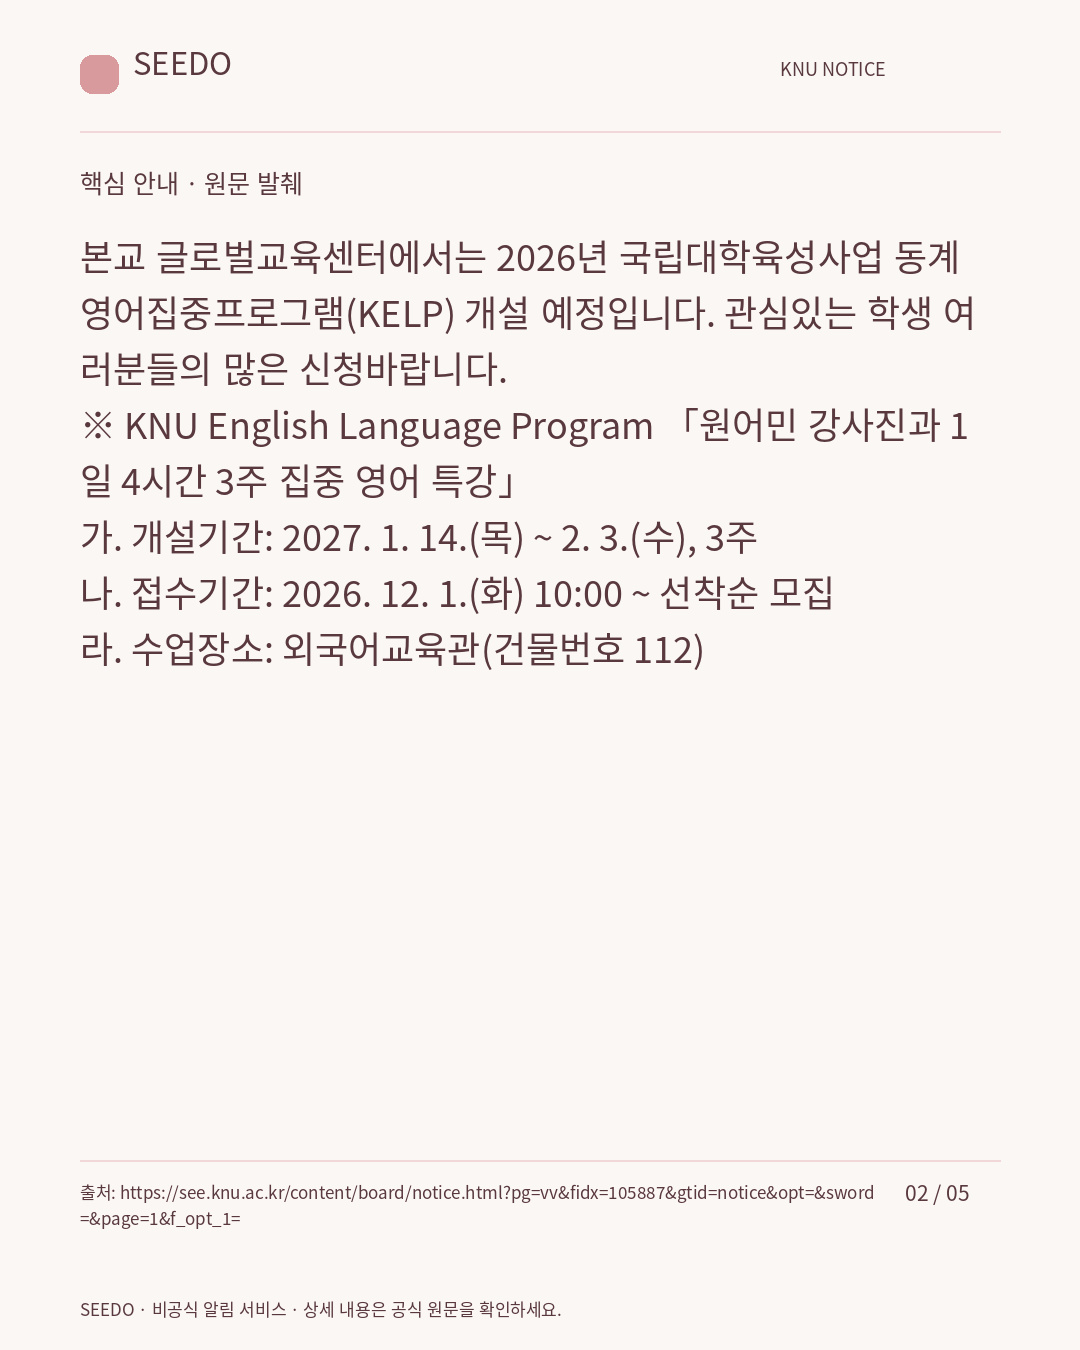 SEEDO
KNU NOTICE
핵심 안내 · 원문 발췌
본교 글로벌교육센터에서는 2026년 국립대학육성사업 동계
영어집중프로그램(KELP) 개설 예정입니다. 관심있는 학생 여
러분들의 많은 신청바랍니다.
※ KNU English Language Program 「원어민 강사진과 1
일 4시간 3주 집중 영어 특강」
가. 개설기간: 2027. 1. 14.(목) ~ 2. 3.(수), 3주
나. 접수기간: 2026. 12. 1.(화) 10:00 ~ 선착순 모집
라. 수업장소: 외국어교육관(건물번호 112)
출처: https://see.knu.ac.kr/content/board/notice.html?pg=vv&fidx=105887&gtid=notice&opt=&sword
=&page=1&f_opt_1=
02 / 05
SEEDO · 비공식 알림 서비스 · 상세 내용은 공식 원문을 확인하세요.